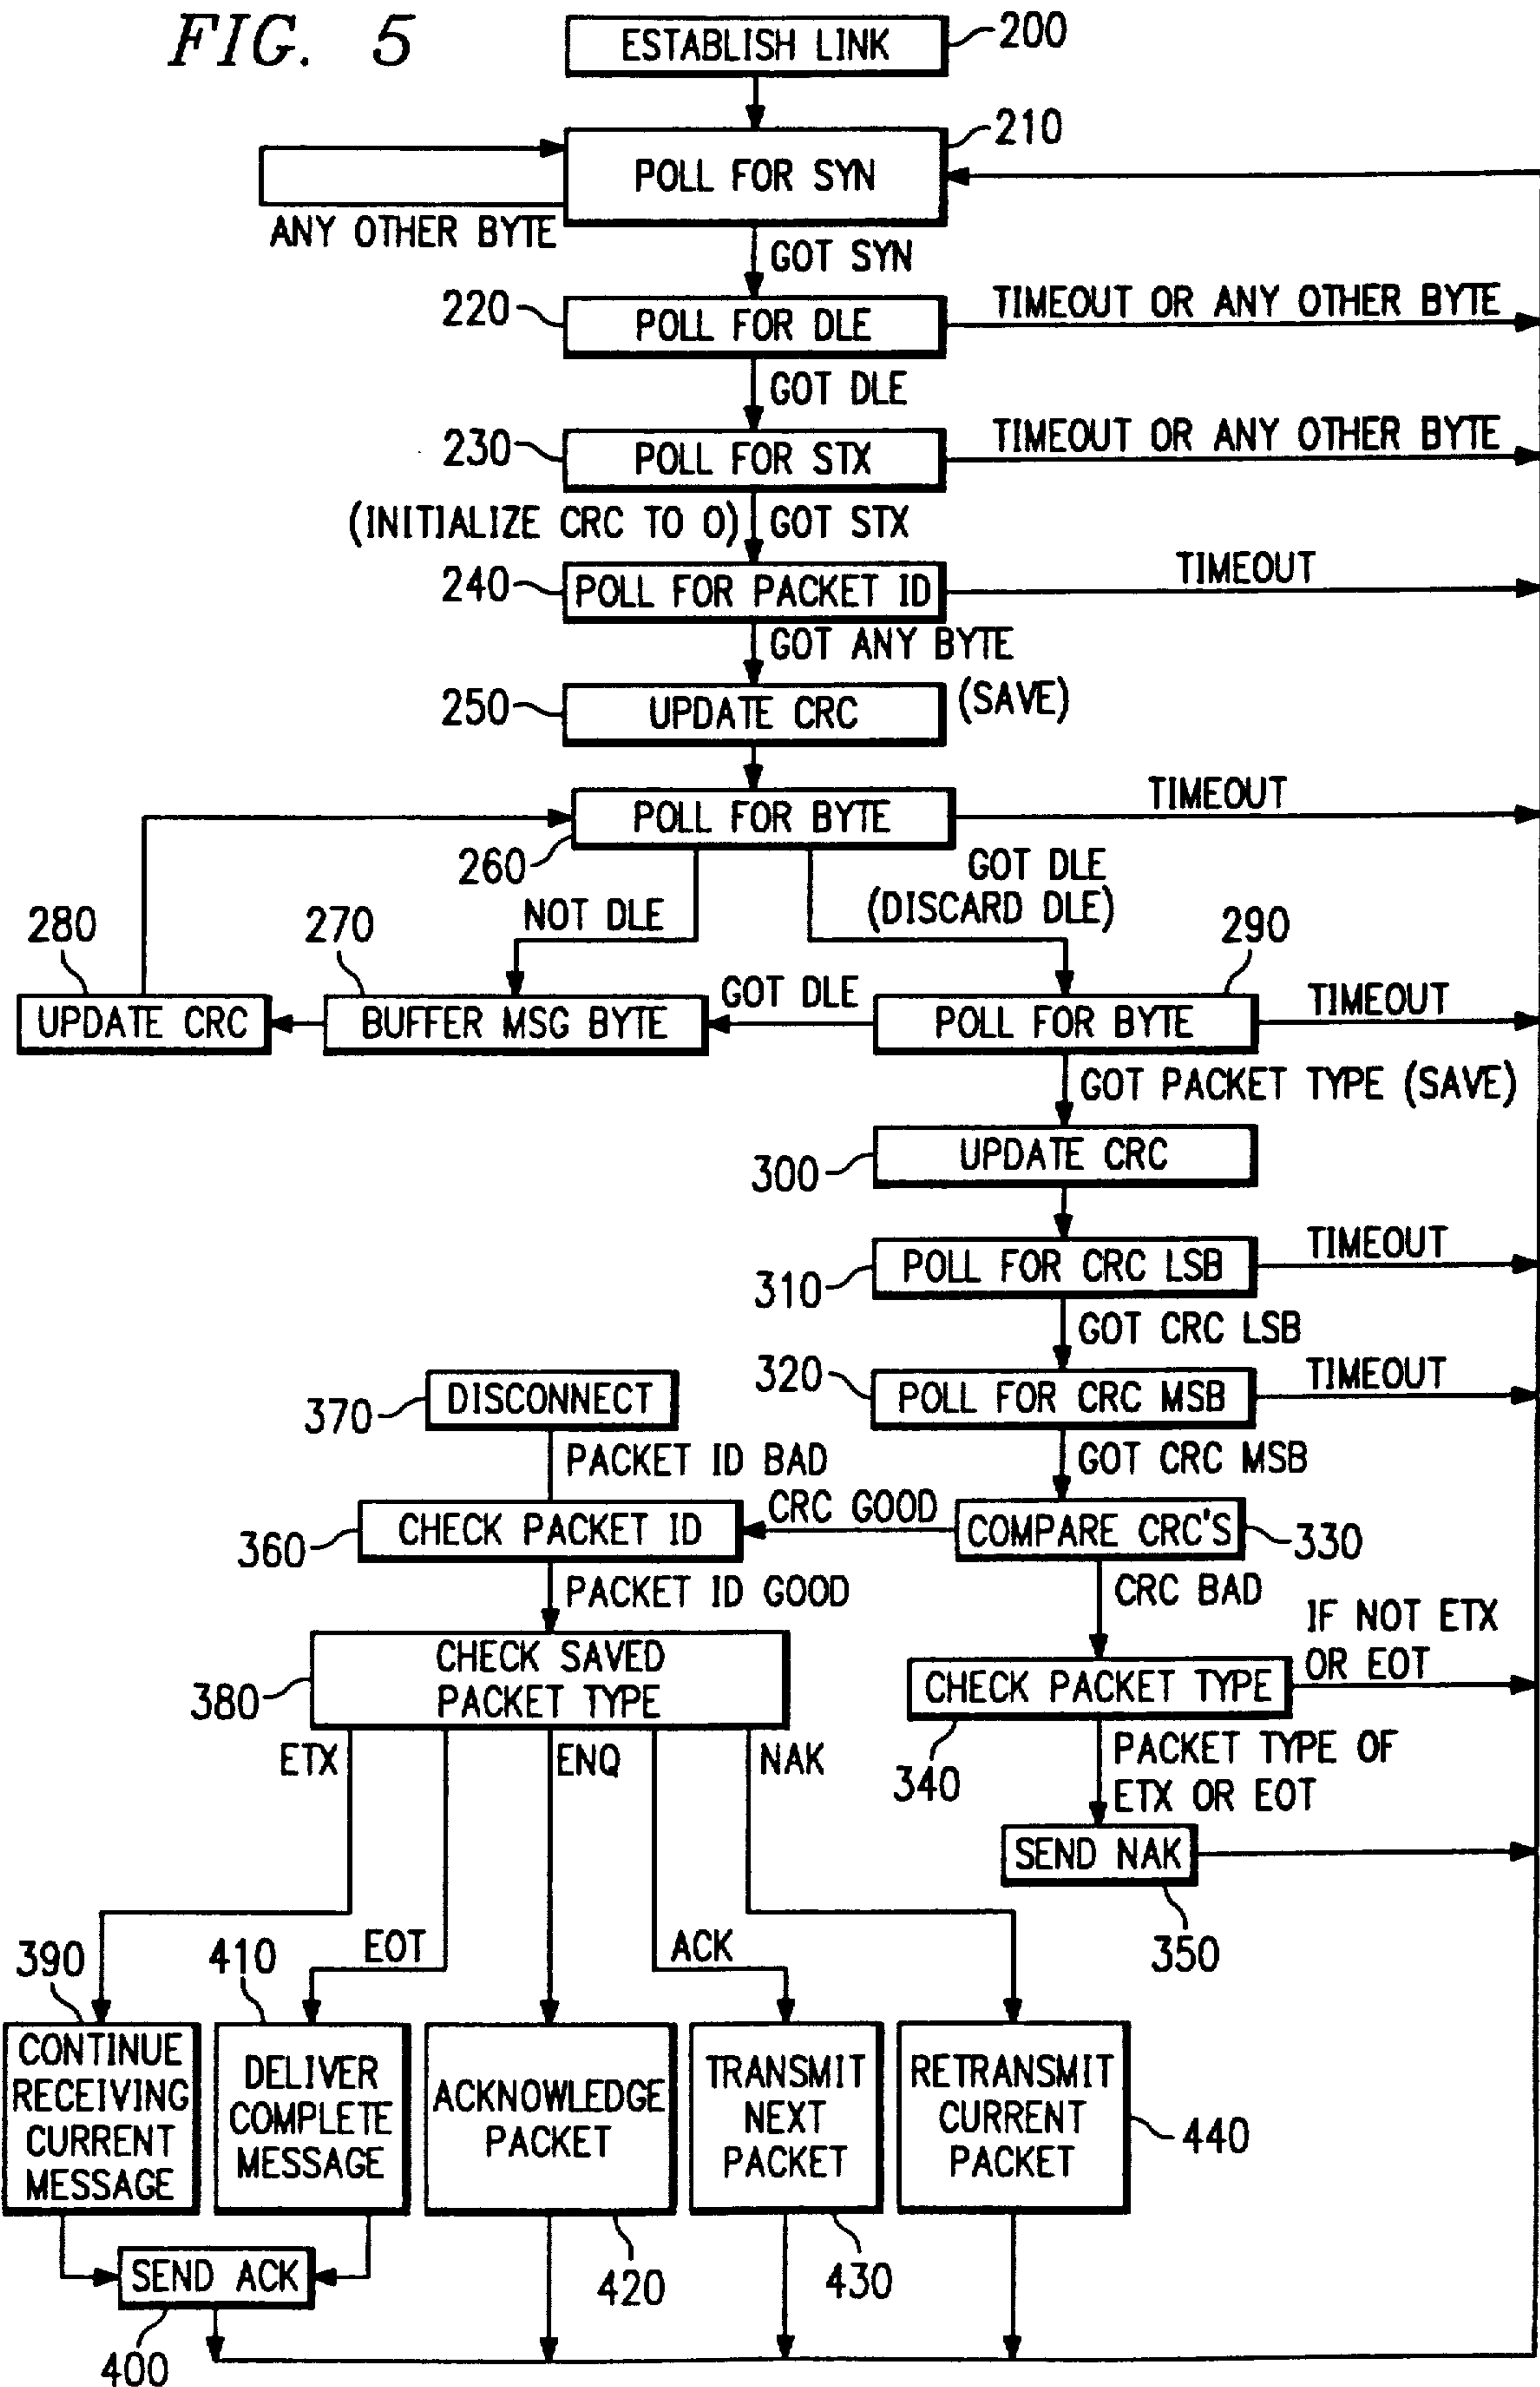 FIG. 5
ESTABLISH LINK
200
210
POLL FOR SYN
ANY OTHER BYTE
GOT SYN
220
POLL FOR DLE
TIMEOUT OR ANY OTHER BYTE
GOT DLE
230
POLL FOR STX
TIMEOUT OR ANY OTHER BYTE
(INITIALIZE CRC TO 0)
GOT STX
240
POLL FOR PACKET ID
TIMEOUT
GOT ANY BYTE
250
UPDATE CRC
(SAVE)
POLL FOR BYTE
TIMEOUT
260
GOT DLE
(DISCARD DLE)
NOT DLE
280
270
290
UPDATE CRC
BUFFER MSG BYTE
GOT DLE
POLL FOR BYTE
TIMEOUT
GOT PACKET TYPE (SAVE)
300
UPDATE CRC
310
POLL FOR CRC LSB
TIMEOUT
GOT CRC LSB
320
POLL FOR CRC MSB
TIMEOUT
370
DISCONNECT
GOT CRC MSB
PACKET ID BAD
360
CHECK PACKET ID
CRC GOOD
COMPARE CRC'S
330
PACKET ID GOOD
CRC BAD
IF NOT ETX
OR EOT
380
CHECK SAVED
PACKET TYPE
CHECK PACKET TYPE
340
PACKET TYPE OF
ETX OR EOT
ETX
ENQ
NAK
SEND NAK
350
390
410
EOT
ACK
CONTINUE
RECEIVING
CURRENT
MESSAGE
DELIVER
COMPLETE
MESSAGE
ACKNOWLEDGE
PACKET
TRANSMIT
NEXT
PACKET
RETRANSMIT
CURRENT
PACKET
440
SEND ACK
400
420
430